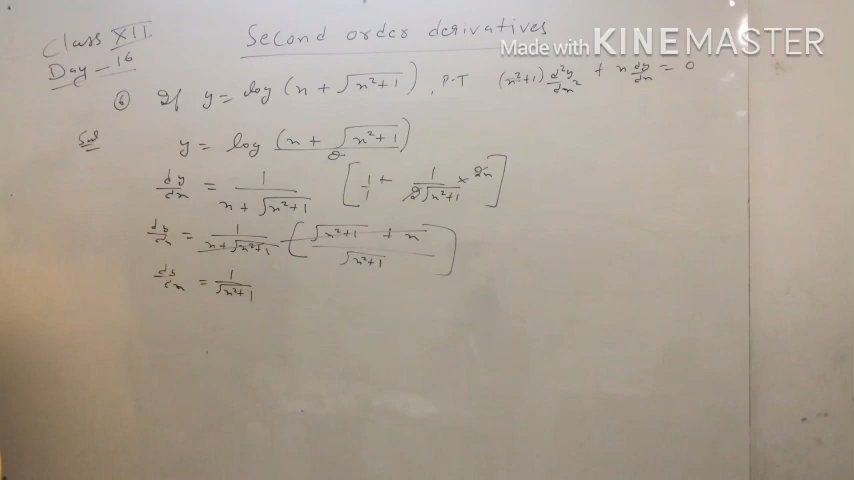 Class XII
Second order derivatives
Made with KINEMASTER
Day - 16
⑥ If y = log (x + √(x²+1)), P.T (x²+1) d²y/dx² + x dy/dx = 0
Sol
y = log (x + √(x²+1))
dy/dx = 1/(x + √(x²+1)) [1/1 + 1/(2√(x²+1)) × 2x]
dy/dx = 1/(x + √(x²+1)) (√(x²+1) + x)/√(x²+1)
dy/dx = 1/√(x²+1)